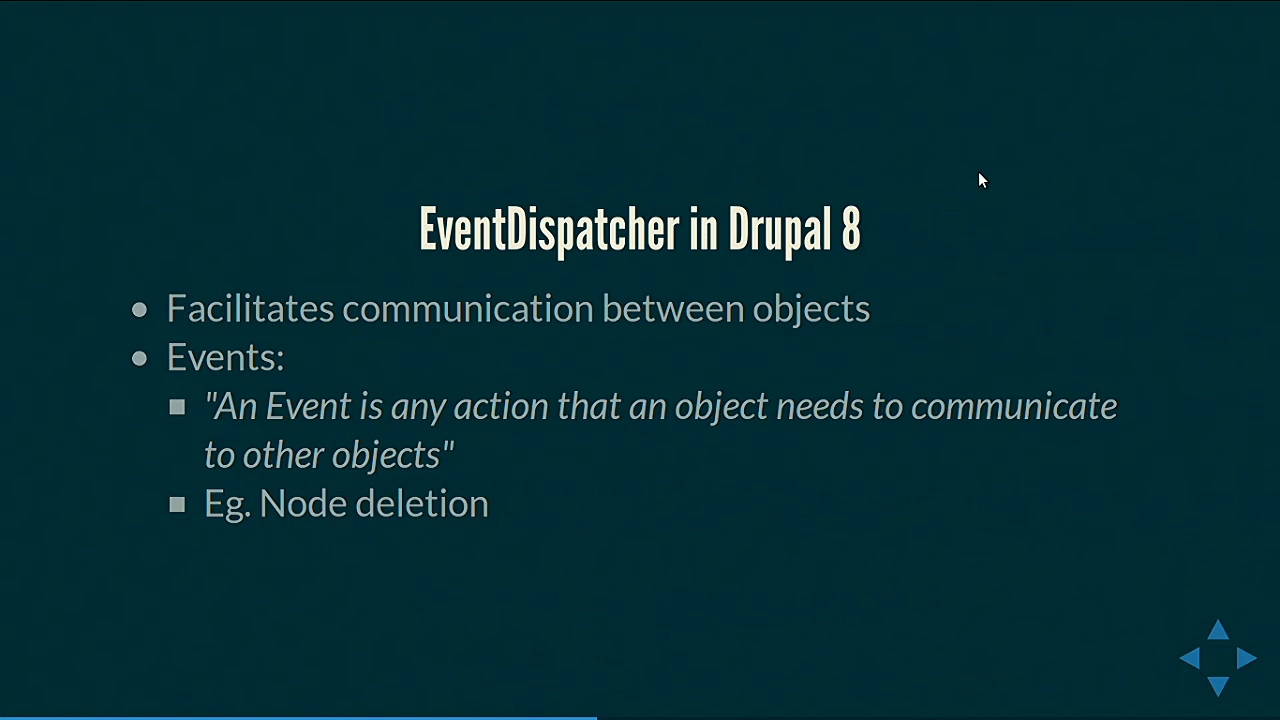 EventDispatcher in Drupal 8
Facilitates communication between objects
Events:
"An Event is any action that an object needs to communicate
to other objects"
Eg. Node deletion